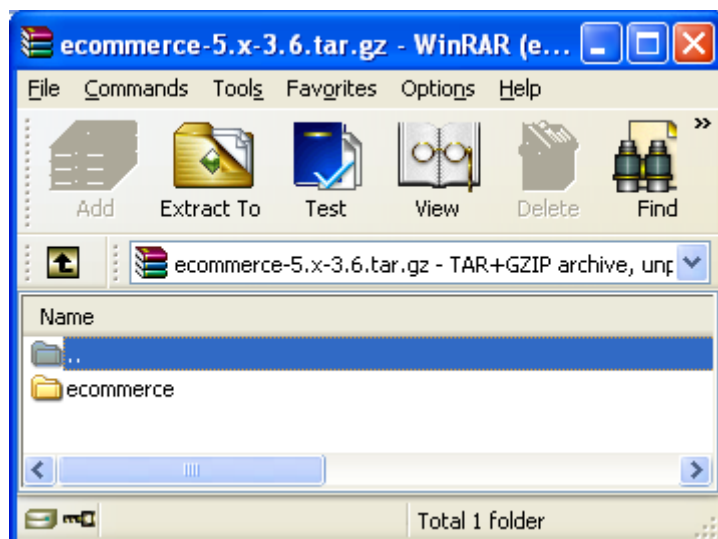 ecommerce-5.x-3.6.tar.gz - WinRAR (e...
File Commands Tools Favorites Options Help
»
Add Extract To Test View Delete Find
ecommerce-5.x-3.6.tar.gz - TAR+GZIP archive, unp
Name
..
ecommerce
Total 1 folder